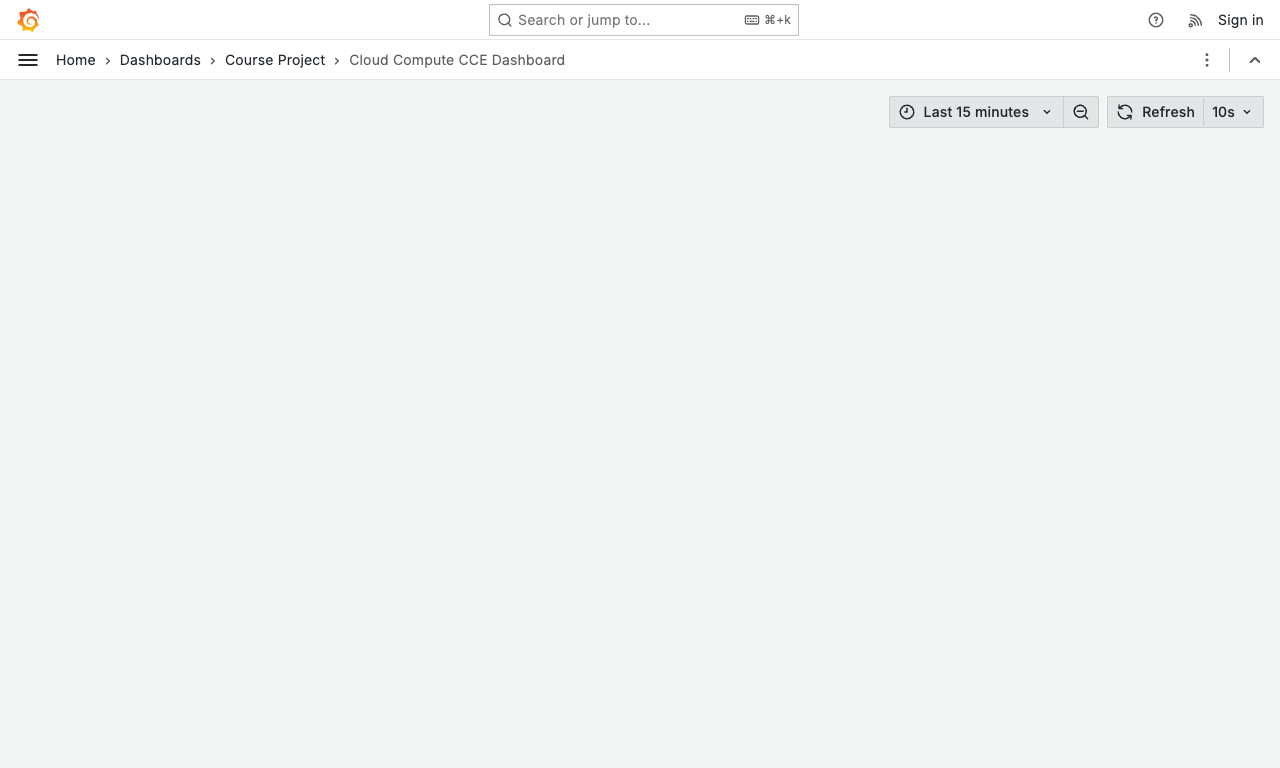 Search or jump to... ⌘+k
Sign in
Home › Dashboards › Course Project › Cloud Compute CCE Dashboard
Last 15 minutes
Refresh
10s